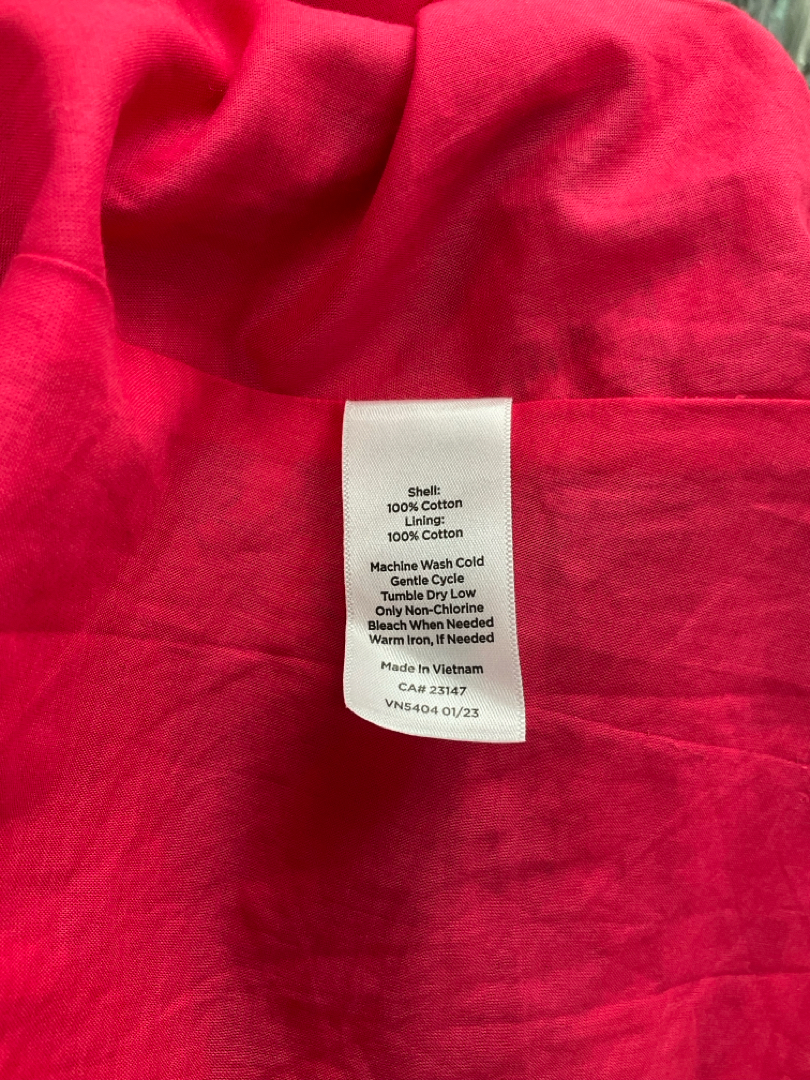 Shell:
100% Cotton
Lining:
100% Cotton
Machine Wash Cold
Gentle Cycle
Tumble Dry Low
Only Non-Chlorine
Bleach When Needed
Warm Iron, If Needed
Made In Vietnam
CA# 23147
VN5404 01/23